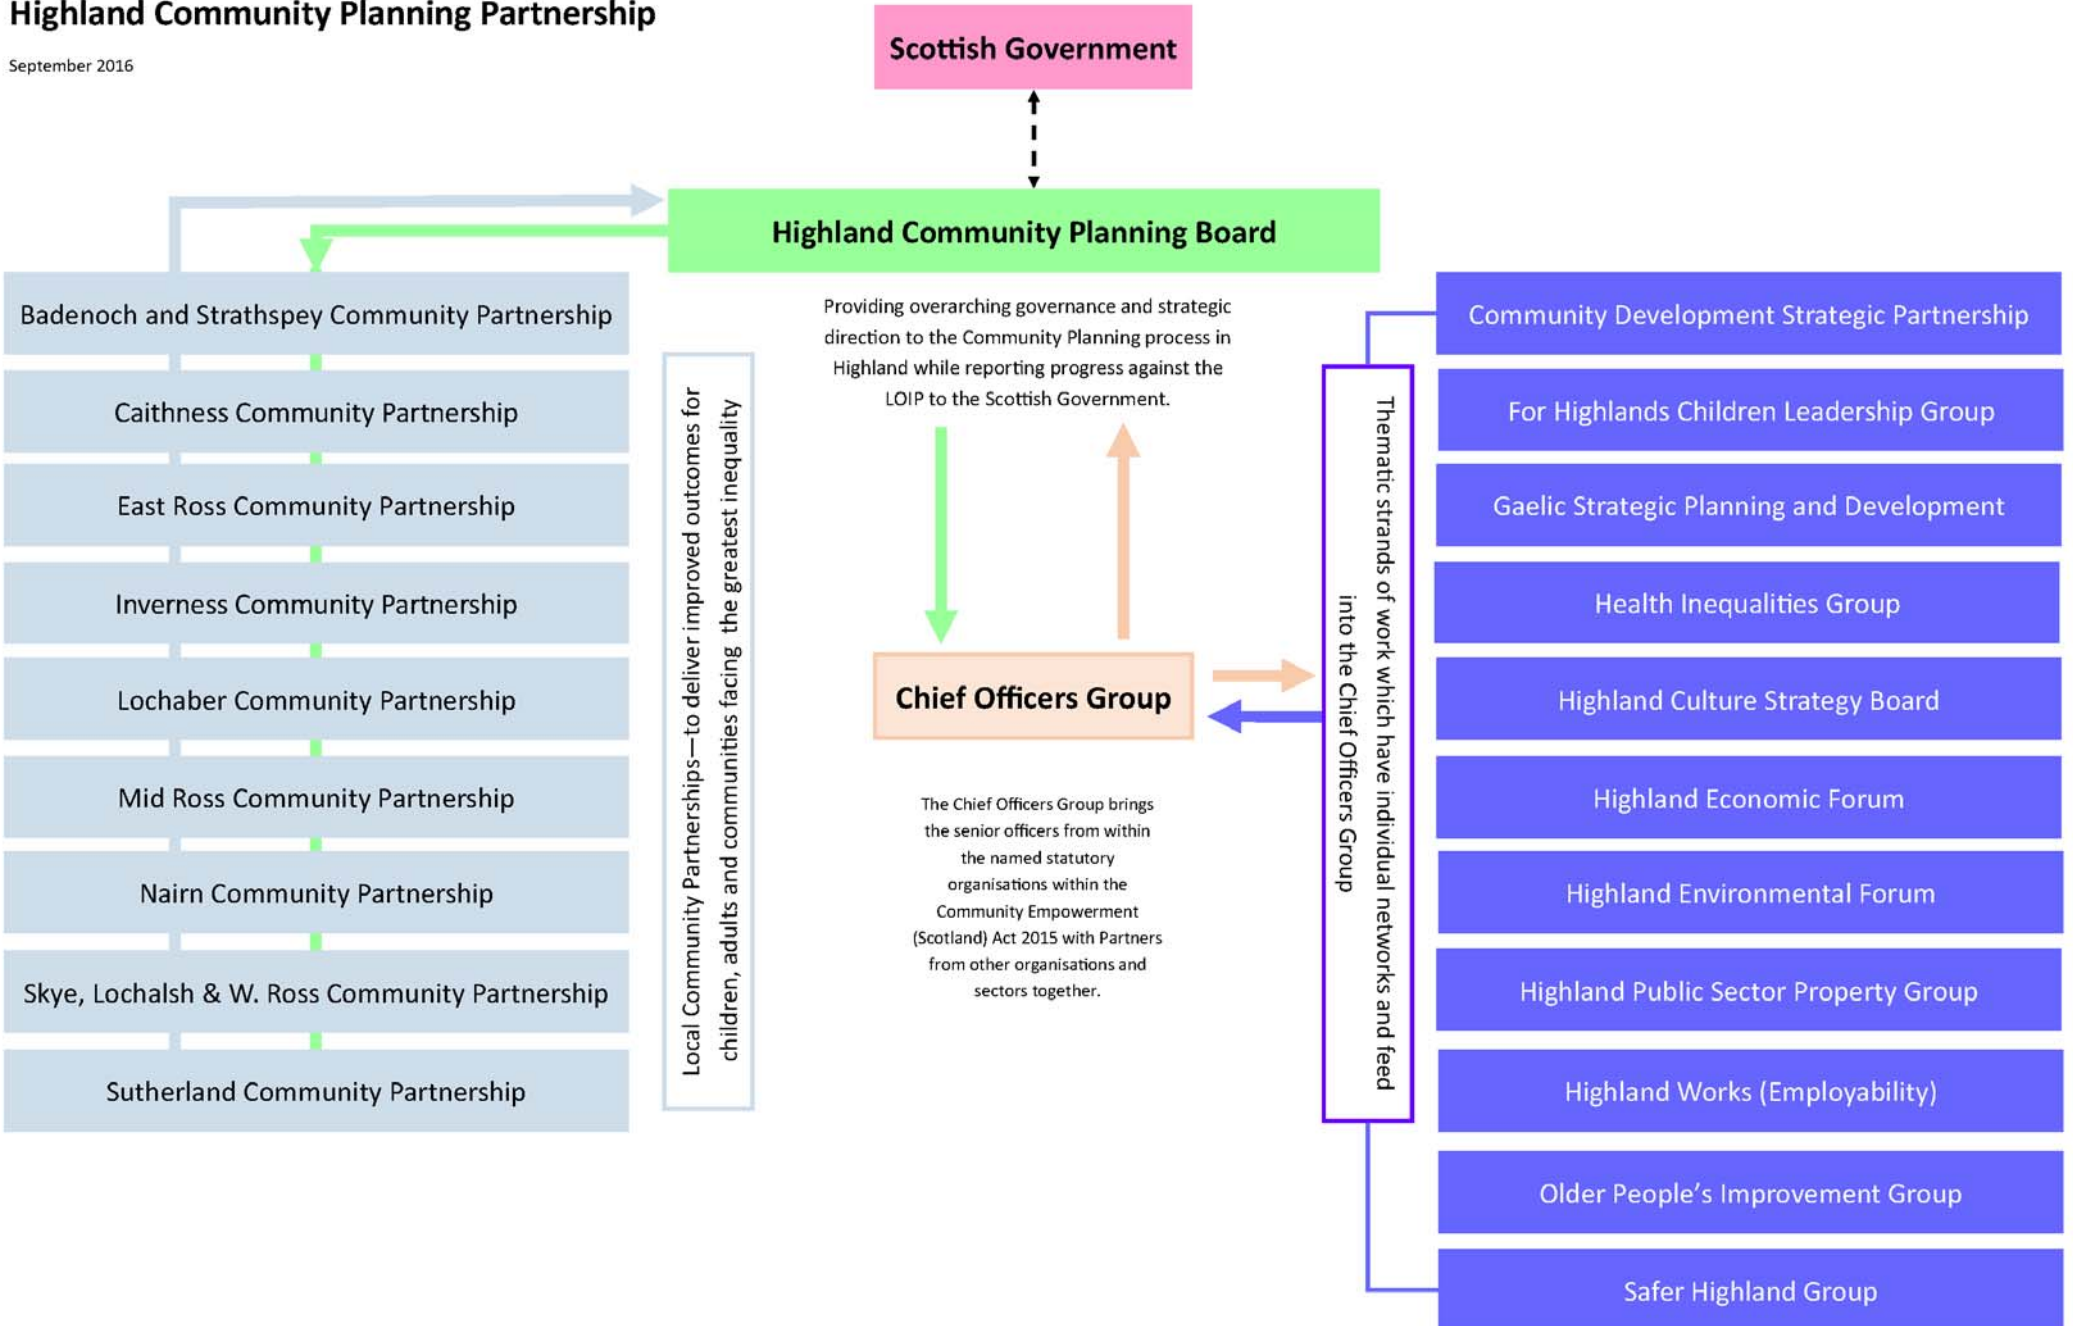 Highland Community Planning Partnership
September 2016
Scottish Government
Highland Community Planning Board
Providing overarching governance and strategic
direction to the Community Planning process in
Highland while reporting progress against the
LOIP to the Scottish Government.
Badenoch and Strathspey Community Partnership
Caithness Community Partnership
East Ross Community Partnership
Inverness Community Partnership
Lochaber Community Partnership
Mid Ross Community Partnership
Nairn Community Partnership
Skye, Lochalsh & W. Ross Community Partnership
Sutherland Community Partnership
Local Community Partnerships—to deliver improved outcomes for
children, adults and communities facing the greatest inequality
Chief Officers Group
The Chief Officers Group brings
the senior officers from within
the named statutory
organisations within the
Community Empowerment
(Scotland) Act 2015 with Partners
from other organisations and
sectors together.
Thematic strands of work which have individual networks and feed
into the Chief Officers Group
Community Development Strategic Partnership
For Highlands Children Leadership Group
Gaelic Strategic Planning and Development
Health Inequalities Group
Highland Culture Strategy Board
Highland Economic Forum
Highland Environmental Forum
Highland Public Sector Property Group
Highland Works (Employability)
Older People’s Improvement Group
Safer Highland Group